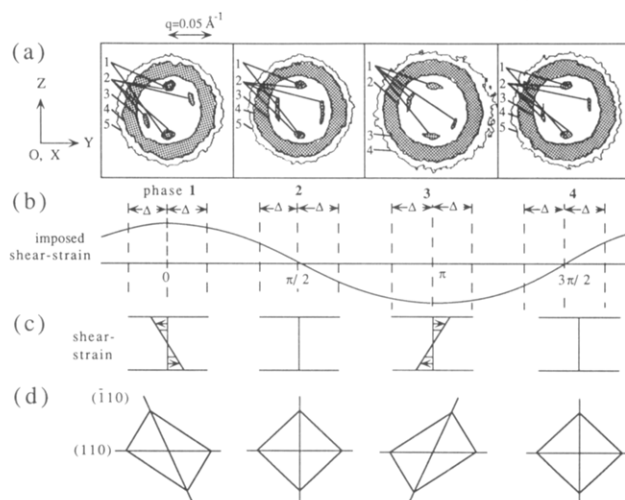 q=0.05 Å⁻¹
(a)
Z
O, X Y
1
2
3
4
5
1
2
3
4
5
1
2
3
4
1
2
3
4
5
phase 1 2 3 4
(b)
Δ Δ Δ Δ Δ Δ Δ Δ
imposed
shear-strain
0 π/2 π 3π/2
(c)
shear-
strain
(d)
(1̄10)
(110)